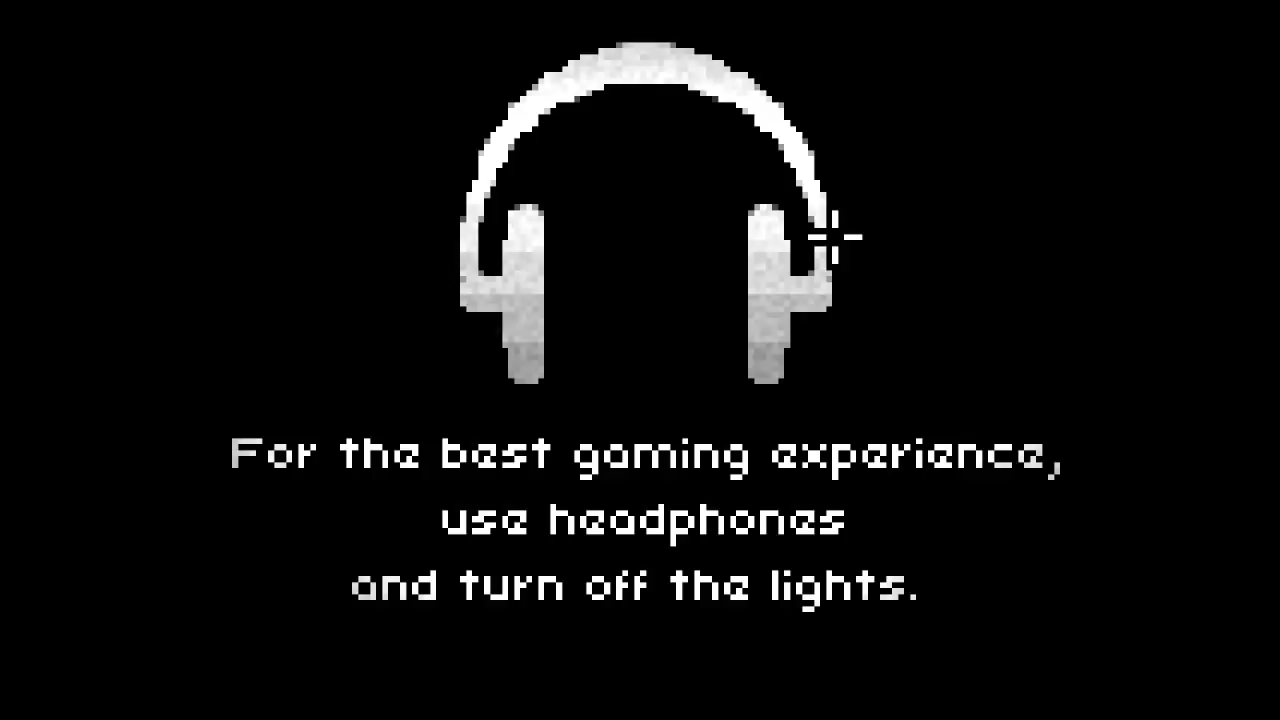 For the best gaming experience,
use headphones
and turn off the lights.